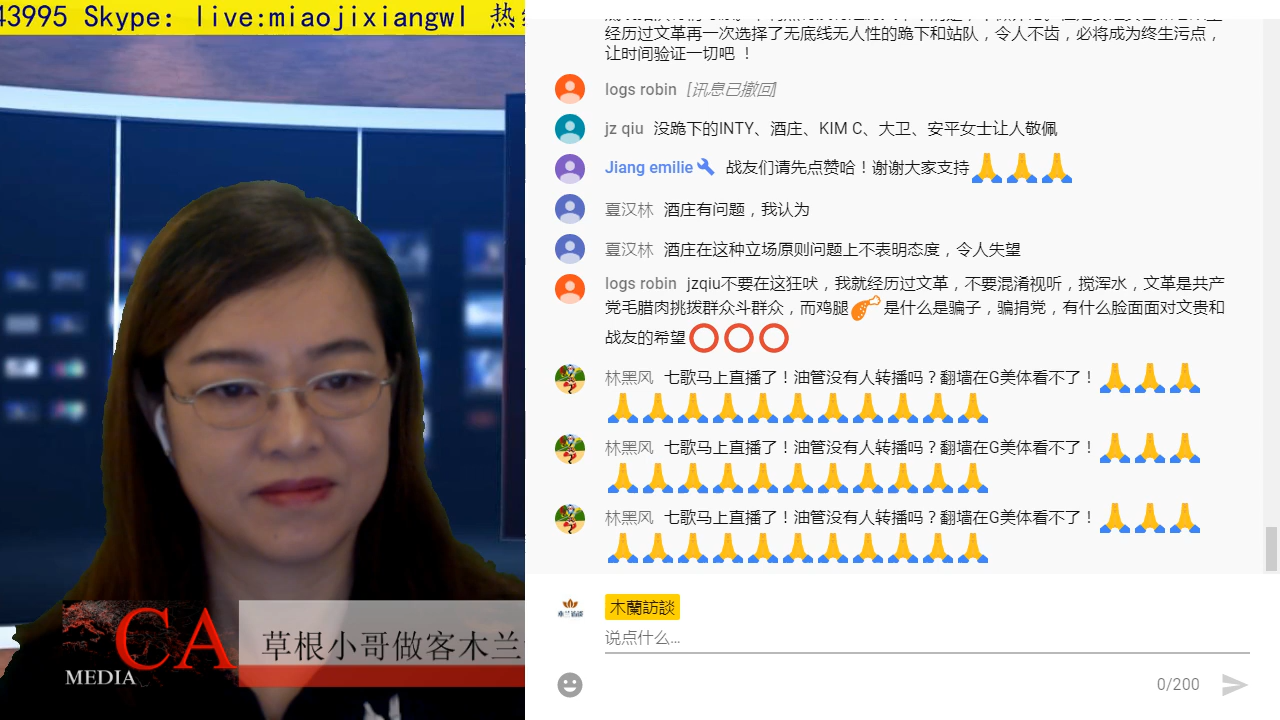 43995 Skype: live:miaojixiangwl 热
CA
MEDIA
草根小哥做客木兰
经历过文革再一次选择了无底线无人性的跪下和站队，令人不齿，必将成为终生污点，
让时间验证一切吧 ！
logs robin [讯息已撤回]
jz qiu 没跪下的INTY、酒庄、KIM C、大卫、安平女士让人敬佩
Jiang emilie 🔧 战友们请先点赞哈！谢谢大家支持🙏🙏🙏
夏汉林 酒庄有问题，我认为
夏汉林 酒庄在这种立场原则问题上不表明态度，令人失望
logs robin jzqiu不要在这狂吠，我就经历过文革，不要混淆视听，搅浑水，文革是共产
党毛腊肉挑拨群众斗群众，而鸡腿🍗是什么是骗子，骗捐党，有什么脸面面对文贵和
战友的希望⭕⭕⭕
林黑风 七歌马上直播了！油管没有人转播吗？翻墙在G美体看不了！🙏🙏🙏
🙏🙏🙏🙏🙏🙏🙏🙏🙏🙏🙏
林黑风 七歌马上直播了！油管没有人转播吗？翻墙在G美体看不了！🙏🙏🙏
🙏🙏🙏🙏🙏🙏🙏🙏🙏🙏🙏
林黑风 七歌马上直播了！油管没有人转播吗？翻墙在G美体看不了！🙏🙏🙏
🙏🙏🙏🙏🙏🙏🙏🙏🙏🙏🙏
木蘭訪談
说点什么...
0/200